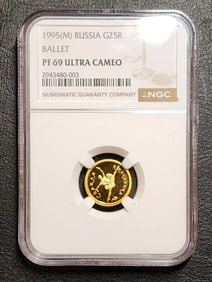 1995(M) RUSSIA G25R
BALLET
PF 69 ULTRA CAMEO
2943480-003
NUMISMATIC GUARANTY COMPANY
NGC